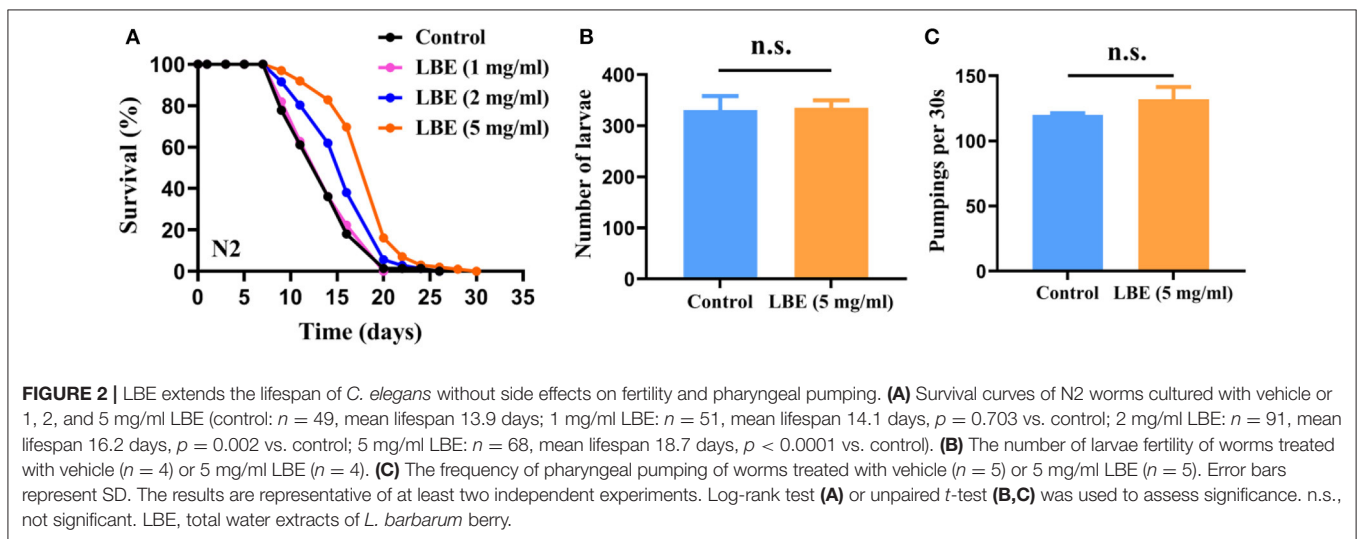 A
Control
LBE (1 mg/ml)
LBE (2 mg/ml)
LBE (5 mg/ml)
Survival (%)
100
80
60
40
20
0
N2
0 5 10 15 20 25 30 35
Time (days)
B
n.s.
Number of larvae
400
300
200
100
0
Control LBE (5 mg/ml)
C
n.s.
Pumpings per 30s
150
100
50
0
Control LBE (5 mg/ml)
FIGURE 2 | LBE extends the lifespan of C. elegans without side effects on fertility and pharyngeal pumping. (A) Survival curves of N2 worms cultured with vehicle or
1, 2, and 5 mg/ml LBE (control: n = 49, mean lifespan 13.9 days; 1 mg/ml LBE: n = 51, mean lifespan 14.1 days, p = 0.703 vs. control; 2 mg/ml LBE: n = 91, mean
lifespan 16.2 days, p = 0.002 vs. control; 5 mg/ml LBE: n = 68, mean lifespan 18.7 days, p < 0.0001 vs. control). (B) The number of larvae fertility of worms treated
with vehicle (n = 4) or 5 mg/ml LBE (n = 4). (C) The frequency of pharyngeal pumping of worms treated with vehicle (n = 5) or 5 mg/ml LBE (n = 5). Error bars
represent SD. The results are representative of at least two independent experiments. Log-rank test (A) or unpaired t-test (B,C) was used to assess significance. n.s.,
not significant. LBE, total water extracts of L. barbarum berry.